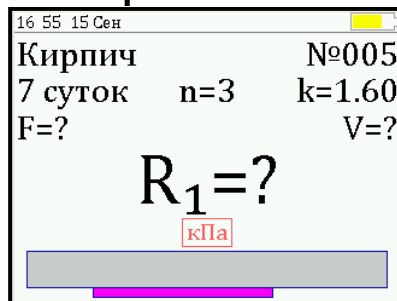 16 55 15 Сен
Кирпич №005
7 суток n=3 k=1.60
F=? V=?
R₁=?
кПа